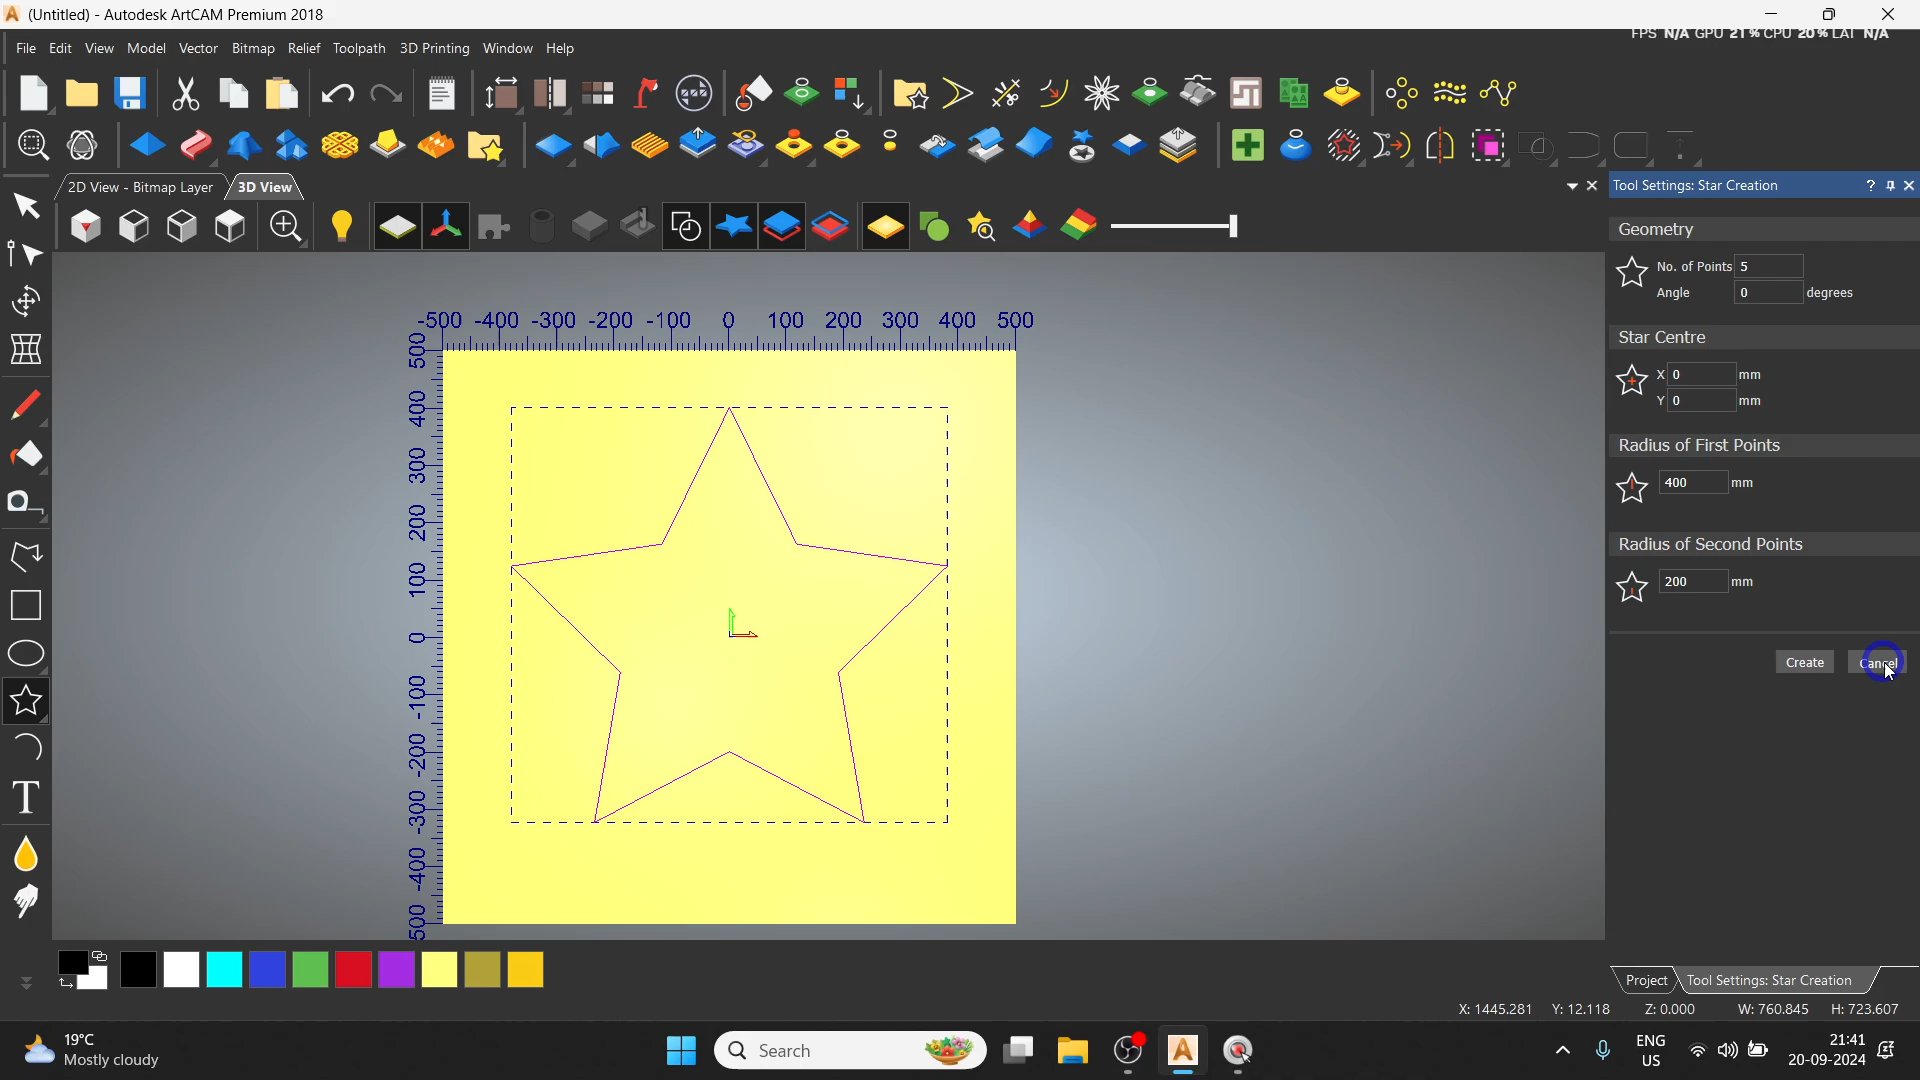 (Untitled) - Autodesk ArtCAM Premium 2018
FPS N/A GPU 21% CPU 20% LAT N/A
File Edit View Model Vector Bitmap Relief Toolpath 3D Printing Window Help
2D View - Bitmap Layer 3D View
Tool Settings: Star Creation
Geometry
No. of Points 5
Angle 0 degrees
Star Centre
X 0 mm
Y 0 mm
Radius of First Points
400 mm
Radius of Second Points
200 mm
Create Cancel
-500 -400 -300 -200 -100 0 100 200 300 400 500
500
400
300
200
100
0
-100
-200
-300
-400
500
Project Tool Settings: Star Creation
X: 1445.281 Y: 12.118 Z: 0.000 W: 760.845 H: 723.607
19°C
Mostly cloudy
Search
ENG
US
21:41
20-09-2024